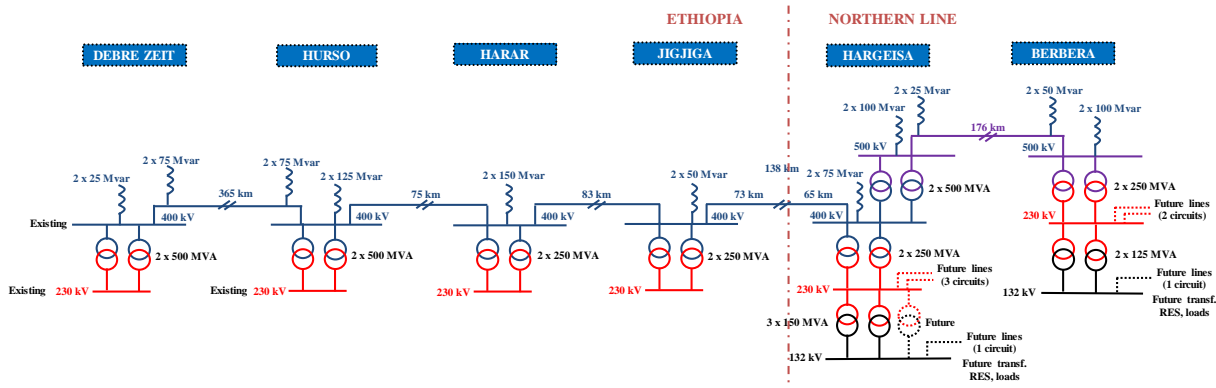 ETHIOPIA
NORTHERN LINE
DEBRE ZEIT
HURSO
HARAR
JIGJIGA
HARGEISA
BERBERA
2 x 25 Mvar
2 x 75 Mvar
365 km
Existing
400 kV
2 x 500 MVA
Existing
230 kV
2 x 75 Mvar
2 x 125 Mvar
75 km
400 kV
2 x 500 MVA
Existing
230 kV
2 x 150 Mvar
83 km
400 kV
2 x 250 MVA
230 kV
2 x 50 Mvar
73 km
400 kV
2 x 250 MVA
230 kV
138 km
65 km
2 x 25 Mvar
2 x 100 Mvar
176 km
500 kV
2 x 500 MVA
2 x 75 Mvar
400 kV
2 x 250 MVA
Future lines
(3 circuits)
230 kV
3 x 150 MVA
Future
Future lines
(1 circuit)
132 kV
Future transf.
RES, loads
2 x 50 Mvar
2 x 100 Mvar
500 kV
2 x 250 MVA
Future lines
(2 circuits)
230 kV
2 x 125 MVA
Future lines
(1 circuit)
132 kV
Future transf.
RES, loads